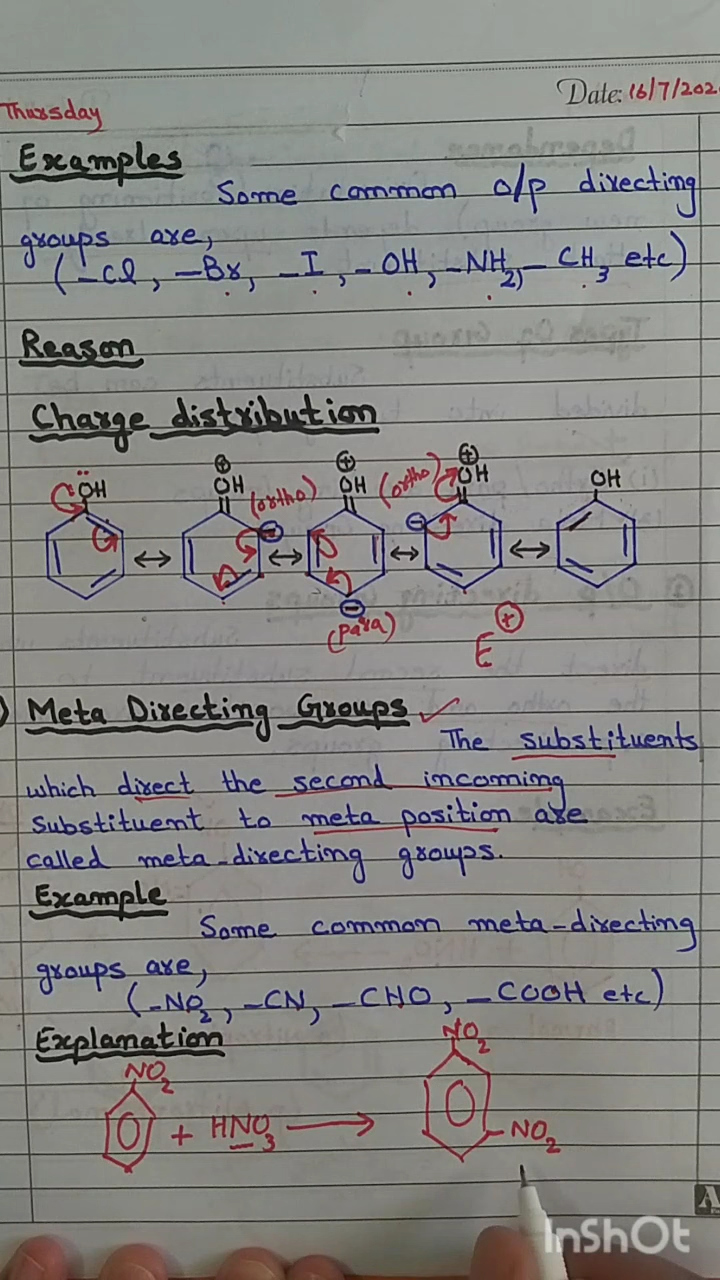 Thursday
Date: 16/7/202
Examples
Some common o/p directing
groups are,
(-Cl, -Br, -I, -OH, -NH2, -CH3 etc)
Reason
Charge distribution
ÖH ⊕ OH (ortho) ⊕ OH (ortho) ⊕ OH OH
⊖ ⊖
⊖
(para)
E⊕
) Meta Directing Groups ✓
The substituents
which direct the second incoming
substituent to meta position are
called meta-directing groups.
Example
Some common meta-directing
groups are,
(-NO2, -CN, -CHO, -COOH etc)
Explanation
NO2 NO2
+ HNO3 → -NO2
A
InShOt